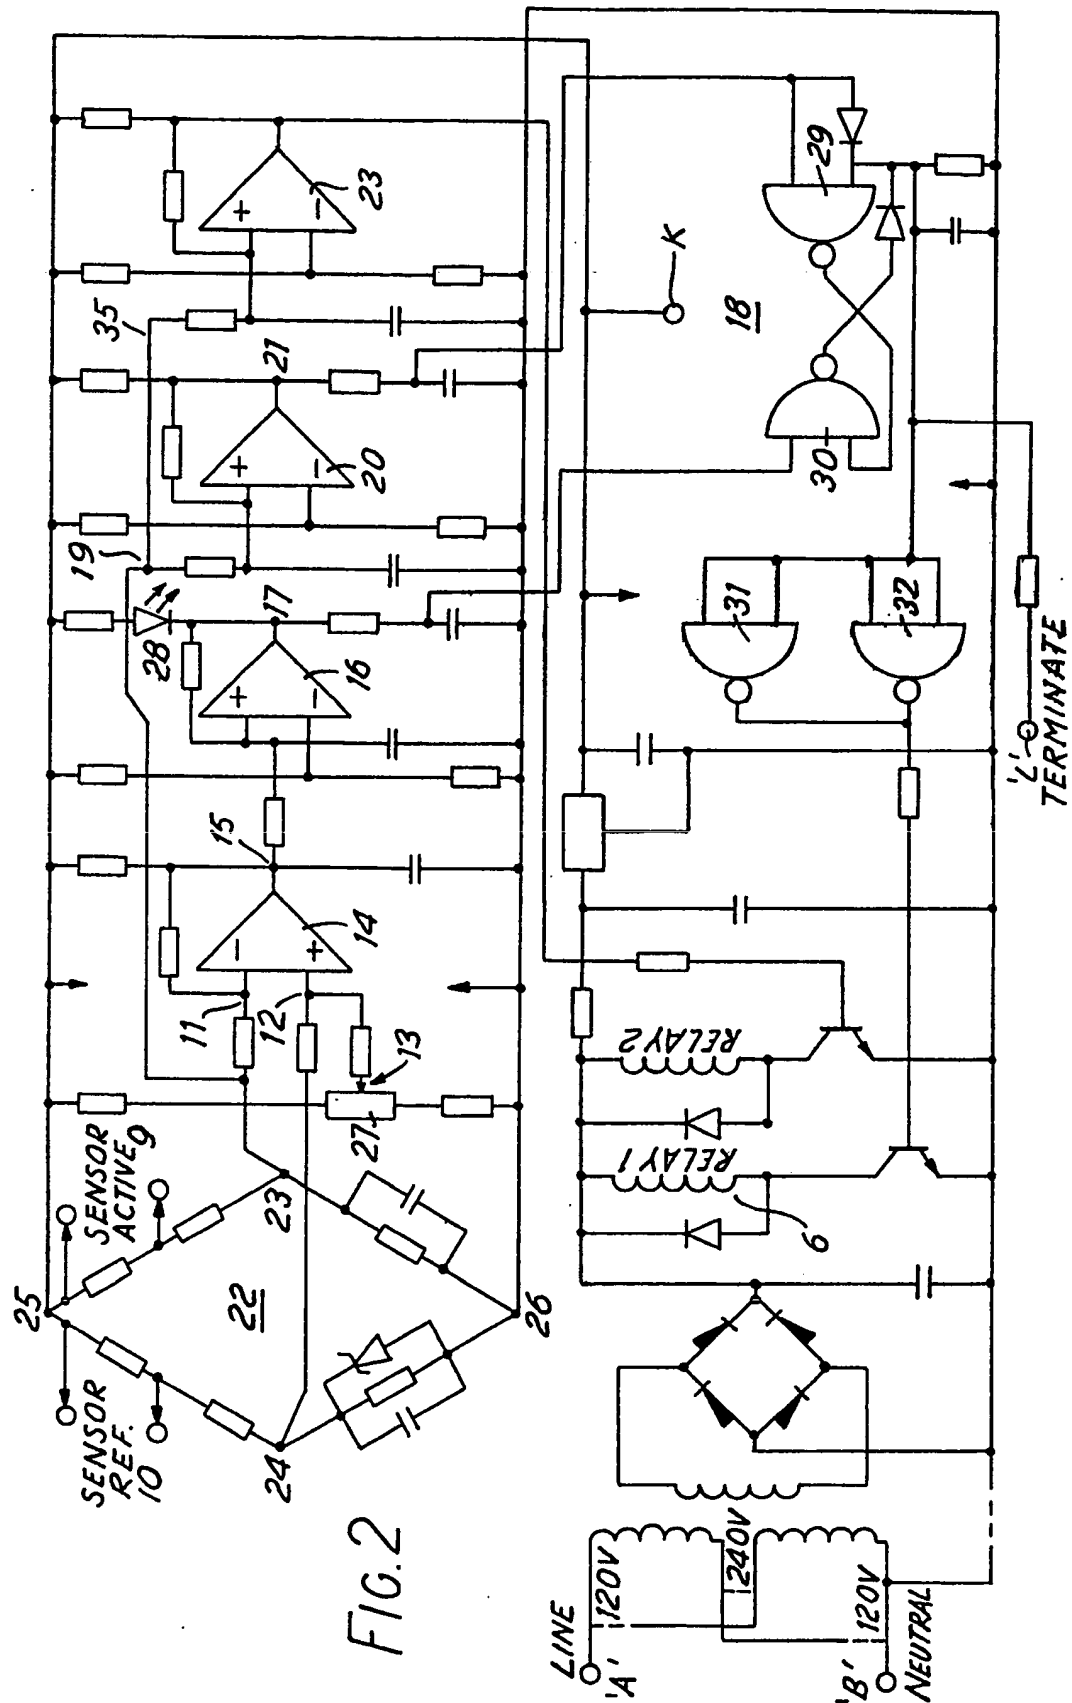 FIG. 2
SENSOR
REF.
10
SENSOR
ACTIVE
9
25
22
24
23
26
11
12
13
27
14
15
16
17
28
19
20
21
35
23
+
−
−
+
+
−
+
−
LINE
'A'
120V
240V
120V
'B'
NEUTRAL
6
RELAY 1
RELAY 2
31
32
'L'
TERMINATE
30
29
18
K